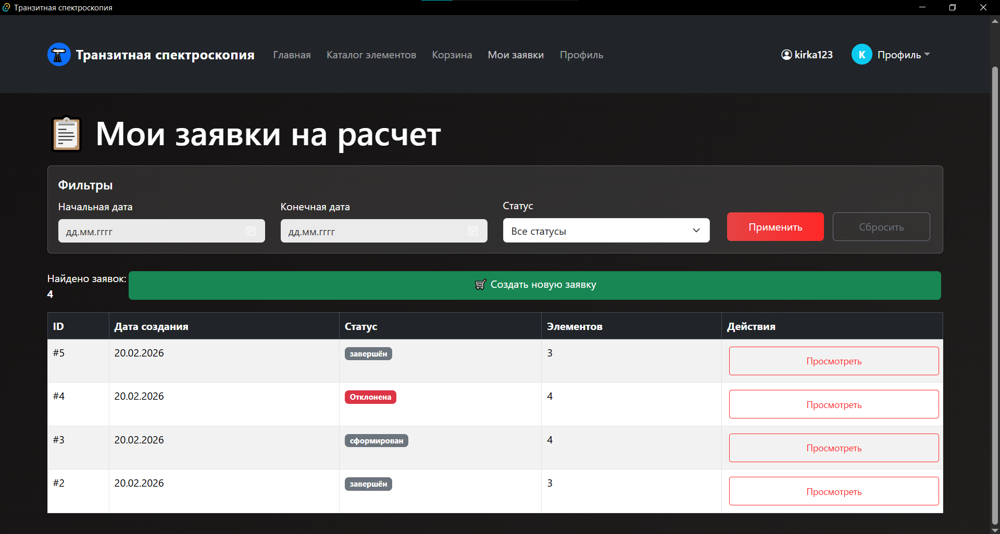 Транзитная спектроскопия
Транзитная спектроскопия Главная Каталог элементов Корзина Мои заявки Профиль kirka123 K Профиль
Мои заявки на расчет
Фильтры
Начальная дата Конечная дата Статус
дд.мм.гггг дд.мм.гггг Все статусы Применить Сбросить
Найдено заявок:
4
Создать новую заявку
ID Дата создания Статус Элементов Действия
#5 20.02.2026 завершён 3 Просмотреть
#4 20.02.2026 Отклонена 4 Просмотреть
#3 20.02.2026 сформирован 4 Просмотреть
#2 20.02.2026 завершён 3 Просмотреть